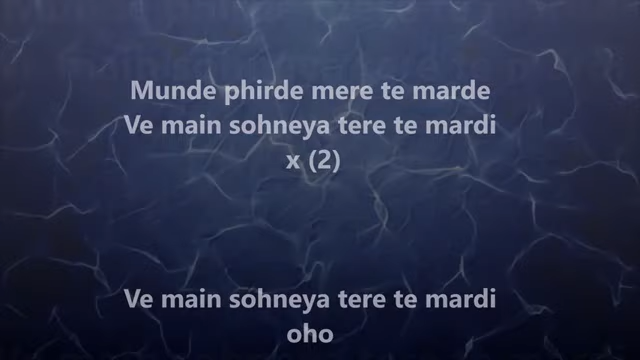 Munde phirde mere te marde
Ve main sohneya tere te mardi
x (2)
Ve main sohneya tere te mardi
oho